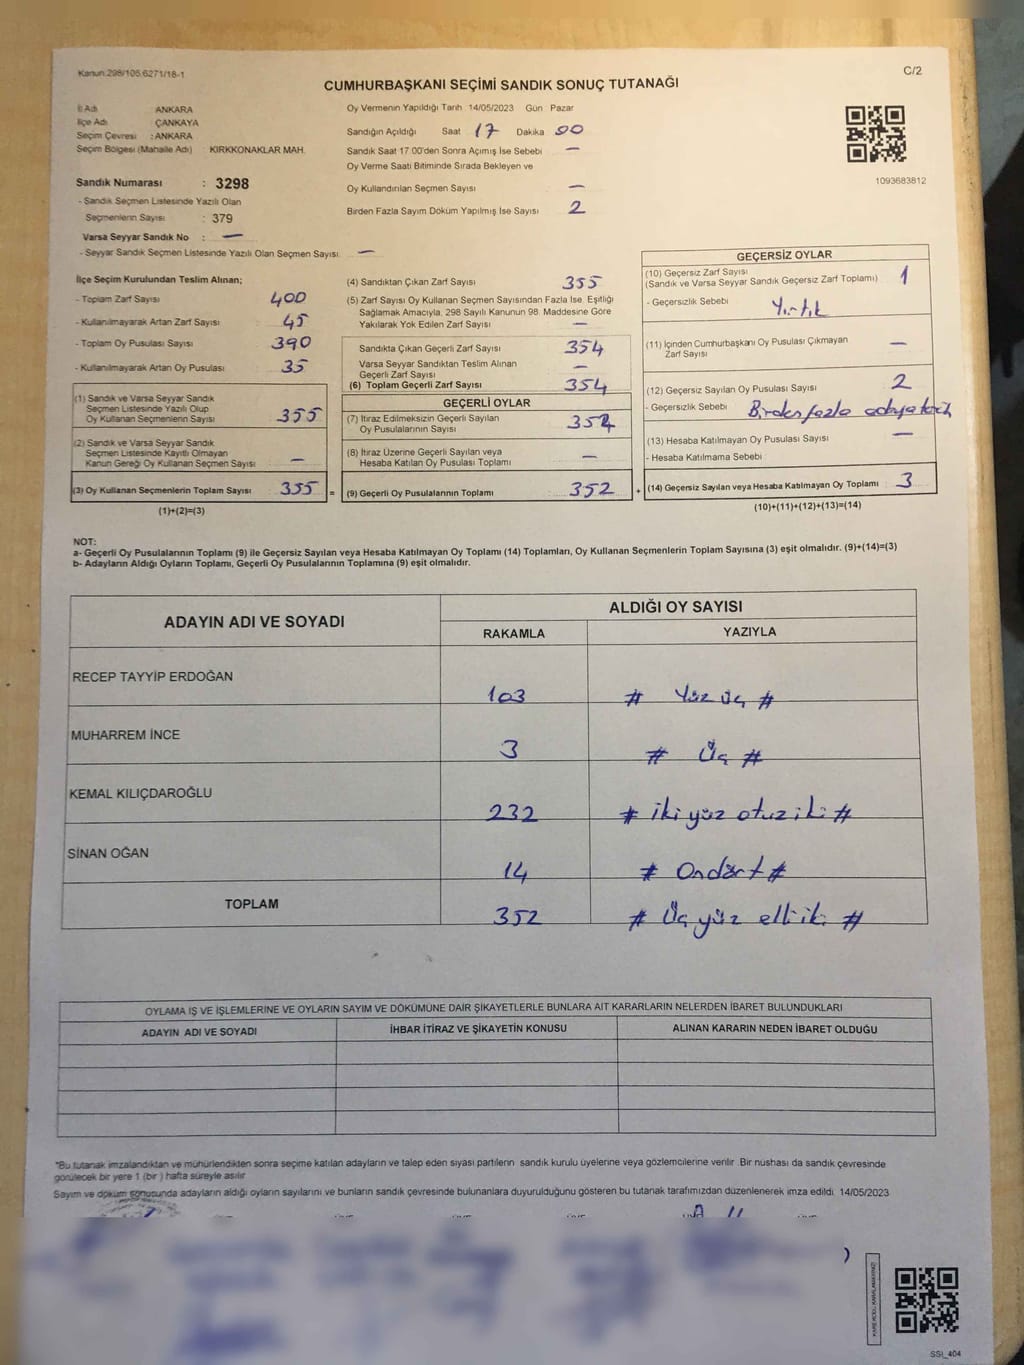 Kanun:298/106,6271/18-1
C/2
CUMHURBAŞKANI SEÇİMİ SANDIK SONUÇ TUTANAĞI
İl Adı ANKARA
İlçe Adı ÇANKAYA
Seçim Çevresi : ANKARA
Seçim Bölgesi (Mahalle Adı) : KIRKKONAKLAR MAH.
Sandık Numarası : 3298
- Sandık Seçmen Listesinde Yazılı Olan
Seçmenlerin Sayısı : 379
Varsa Seyyar Sandık No : —
- Seyyar Sandık Seçmen Listesinde Yazılı Olan Seçmen Sayısı: —
Oy Vermenin Yapıldığı Tarih 14/05/2023 Gün Pazar
Sandığın Açıldığı Saat 17 Dakika 00
Sandık Saat 17:00'den Sonra Açımış İse Sebebi —
Oy Verme Saati Bitiminde Sırada Bekleyen ve
Oy Kullandırılan Seçmen Sayısı —
Birden Fazla Sayım Döküm Yapılmış İse Sayısı 2
1093683812
İlçe Seçim Kurulundan Teslim Alınan;
- Toplam Zarf Sayısı 400
- Kullanılmayarak Artan Zarf Sayısı 45
- Toplam Oy Pusulası Sayısı 390
- Kullanılmayarak Artan Oy Pusulası 35
(1) Sandık ve Varsa Seyyar Sandık
Seçmen Listesinde Yazılı Olup
Oy Kullanan Seçmenlerin Sayısı 355
(2) Sandık ve Varsa Seyyar Sandık
Seçmen Listesinde Kayıtlı Olmayan
Kanun Gereği Oy Kullanan Seçmen Sayısı —
(3) Oy Kullanan Seçmenlerin Toplam Sayısı 355 =
(1)+(2)=(3)
(4) Sandıktan Çıkan Zarf Sayısı 355
(5) Zarf Sayısı Oy Kullanan Seçmen Sayısından Fazla İse, Eşitliği
Sağlamak Amacıyla, 298 Sayılı Kanunun 98. Maddesine Göre
Yakılarak Yok Edilen Zarf Sayısı —
Sandıkta Çıkan Geçerli Zarf Sayısı 354
Varsa Seyyar Sandıktan Teslim Alınan
Geçerli Zarf Sayısı —
(6) Toplam Geçerli Zarf Sayısı 354
GEÇERLİ OYLAR
(7) İtiraz Edilmeksizin Geçerli Sayılan
Oy Pusulalarının Sayısı 352
(8) İtiraz Üzerine Geçerli Sayılan veya
Hesaba Katılan Oy Pusulası Toplamı —
(9) Geçerli Oy Pusulalarının Toplamı 352 +
GEÇERSİZ OYLAR
(10) Geçersiz Zarf Sayısı 1
(Sandık ve Varsa Seyyar Sandık Geçersiz Zarf Toplamı)
- Geçersizlik Sebebi Yırtık
(11) İçinden Cumhurbaşkanı Oy Pusulası Çıkmayan
Zarf Sayısı —
(12) Geçersiz Sayılan Oy Pusulası Sayısı 2
- Geçersizlik Sebebi Birden fazla adaya tercih
(13) Hesaba Katılmayan Oy Pusulası Sayısı —
- Hesaba Katılmama Sebebi
(14) Geçersiz Sayılan veya Hesaba Katılmayan Oy Toplamı 3
(10)+(11)+(12)+(13)=(14)
NOT:
a- Geçerli Oy Pusulalarının Toplamı (9) ile Geçersiz Sayılan veya Hesaba Katılmayan Oy Toplamı (14) Toplamları, Oy Kullanan Seçmenlerin Toplam Sayısına (3) eşit olmalıdır. (9)+(14)=(3)
b- Adayların Aldığı Oyların Toplamı, Geçerli Oy Pusulalarının Toplamına (9) eşit olmalıdır.
ADAYIN ADI VE SOYADI
ALDIĞI OY SAYISI
RAKAMLA YAZIYLA
RECEP TAYYİP ERDOĞAN 103 # Yüz üç #
MUHARREM İNCE 3 # Üç #
KEMAL KILIÇDAROĞLU 232 # iki yüz otuz iki #
SİNAN OĞAN 14 # Ondört #
TOPLAM 352 # Üç yüz elli iki #
OYLAMA İŞ VE İŞLEMLERİNE VE OYLARIN SAYIM VE DÖKÜMÜNE DAİR ŞİKAYETLERLE BUNLARA AİT KARARLARIN NELERDEN İBARET BULUNDUKLARI
ADAYIN ADI VE SOYADI İHBAR İTİRAZ VE ŞİKAYETİN KONUSU ALINAN KARARIN NEDEN İBARET OLDUĞU
*Bu tutanak imzalandıktan ve mühürlendikten sonra seçime katılan adayların ve talep eden siyasi partilerin sandık kurulu üyelerine veya gözlemcilerine verilir. Bir nüshası da sandık çevresinde
görülecek bir yere 1 (bir) hafta süreyle asılır
Sayım ve döküm sonucunda adayların aldığı oyların sayılarını ve bunların sandık çevresinde bulunanlara duyurulduğunu gösteren bu tutanak tarafımızdan düzenlenerek imza edildi. 14/05/2023
SSİ_404